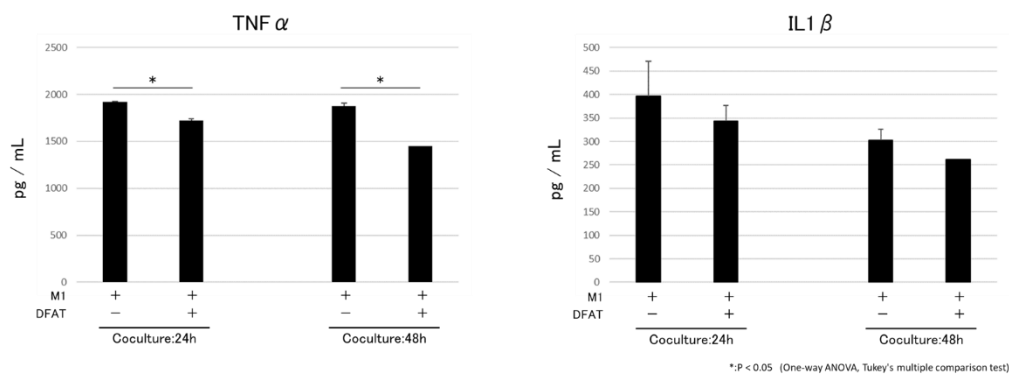 TNF α
2500
2000
1500
1000
500
0
pg / mL
*
*
M1 + + + +
DFAT − + − +
Coculture:24h Coculture:48h
IL1 β
500
450
400
350
300
250
200
150
100
50
0
pg / mL
M1 + + + +
DFAT − + − +
Coculture:24h Coculture:48h
*:P < 0.05 (One-way ANOVA, Tukey's multiple comparison test)